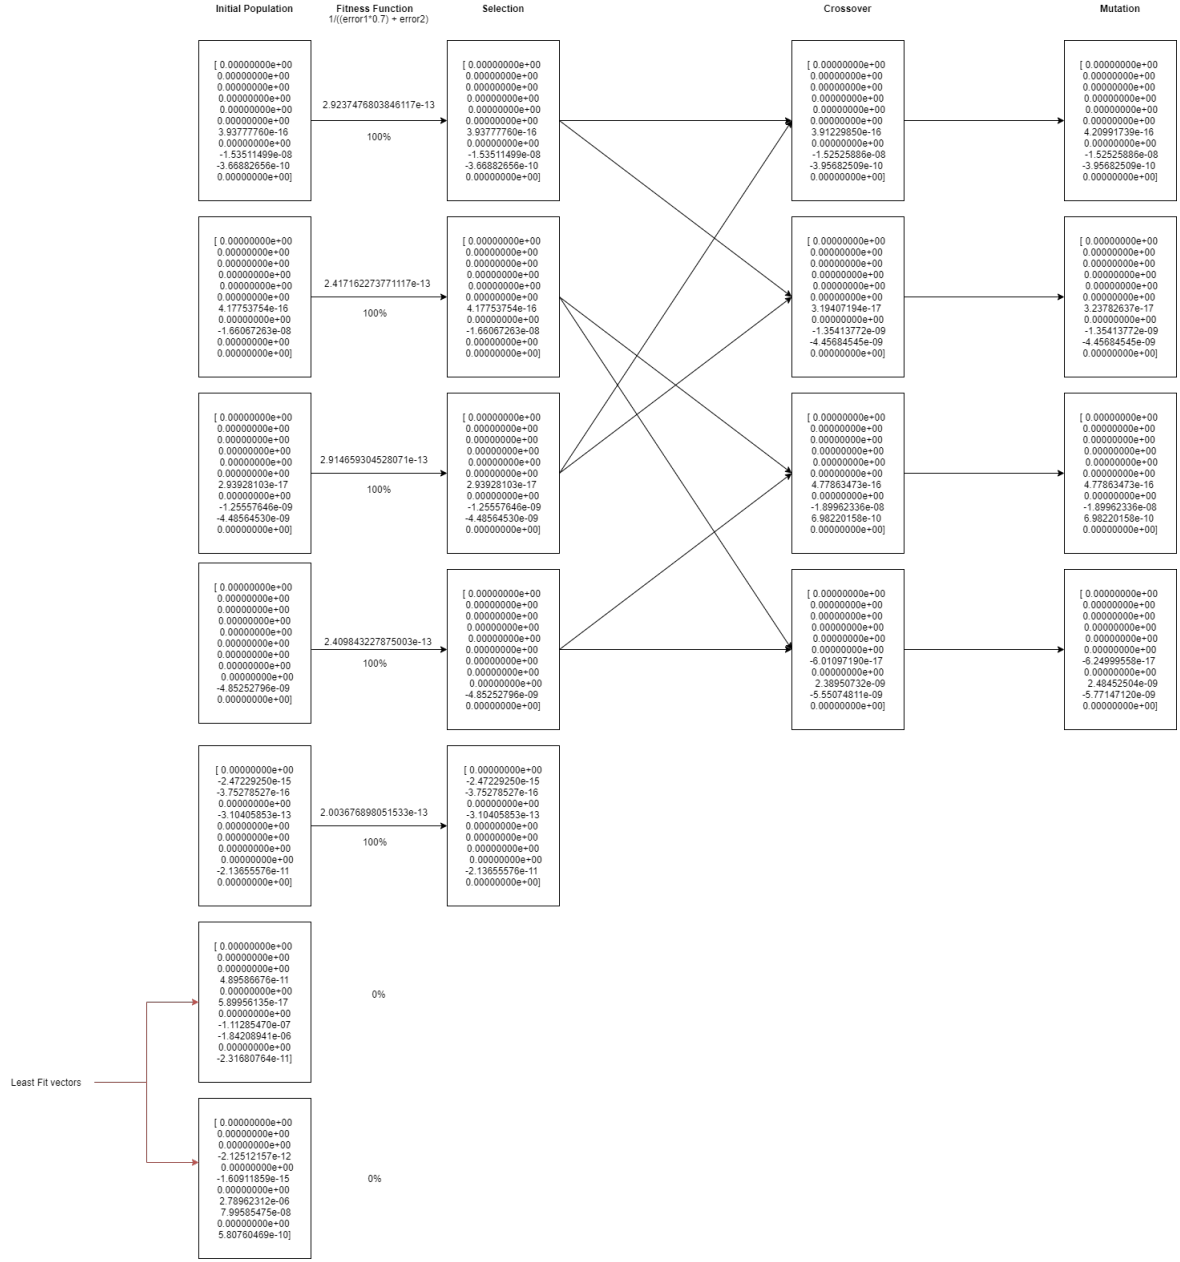 Initial Population
Fitness Function
1/((error1*0.7) + error2)
Selection
Crossover
Mutation
[ 0.00000000e+00
0.00000000e+00
0.00000000e+00
0.00000000e+00
0.00000000e+00
0.00000000e+00
3.93777760e-16
0.00000000e+00
-1.53511499e-08
-3.66882656e-10
0.00000000e+00]
2.9237476803846117e-13
100%
[ 0.00000000e+00
0.00000000e+00
0.00000000e+00
0.00000000e+00
0.00000000e+00
0.00000000e+00
3.93777760e-16
0.00000000e+00
-1.53511499e-08
-3.66882656e-10
0.00000000e+00]
[ 0.00000000e+00
0.00000000e+00
0.00000000e+00
0.00000000e+00
0.00000000e+00
0.00000000e+00
3.91229850e-16
0.00000000e+00
-1.52525886e-08
-3.95682509e-10
0.00000000e+00]
[ 0.00000000e+00
0.00000000e+00
0.00000000e+00
0.00000000e+00
0.00000000e+00
0.00000000e+00
4.20991739e-16
0.00000000e+00
-1.52525886e-08
-3.95682509e-10
0.00000000e+00]
[ 0.00000000e+00
0.00000000e+00
0.00000000e+00
0.00000000e+00
0.00000000e+00
0.00000000e+00
4.17753754e-16
0.00000000e+00
-1.66067263e-08
0.00000000e+00
0.00000000e+00]
2.417162273771117e-13
100%
[ 0.00000000e+00
0.00000000e+00
0.00000000e+00
0.00000000e+00
0.00000000e+00
0.00000000e+00
4.17753754e-16
0.00000000e+00
-1.66067263e-08
0.00000000e+00
0.00000000e+00]
[ 0.00000000e+00
0.00000000e+00
0.00000000e+00
0.00000000e+00
0.00000000e+00
0.00000000e+00
3.19407194e-17
0.00000000e+00
-1.35413772e-09
-4.45684545e-09
0.00000000e+00]
[ 0.00000000e+00
0.00000000e+00
0.00000000e+00
0.00000000e+00
0.00000000e+00
0.00000000e+00
3.23782637e-17
0.00000000e+00
-1.35413772e-09
-4.45684545e-09
0.00000000e+00]
[ 0.00000000e+00
0.00000000e+00
0.00000000e+00
0.00000000e+00
0.00000000e+00
0.00000000e+00
2.93928103e-17
0.00000000e+00
-1.25557646e-09
-4.48564530e-09
0.00000000e+00]
2.914659304528071e-13
100%
[ 0.00000000e+00
0.00000000e+00
0.00000000e+00
0.00000000e+00
0.00000000e+00
0.00000000e+00
2.93928103e-17
0.00000000e+00
-1.25557646e-09
-4.48564530e-09
0.00000000e+00]
[ 0.00000000e+00
0.00000000e+00
0.00000000e+00
0.00000000e+00
0.00000000e+00
0.00000000e+00
4.77863473e-16
0.00000000e+00
-1.89962336e-08
6.98220158e-10
0.00000000e+00]
[ 0.00000000e+00
0.00000000e+00
0.00000000e+00
0.00000000e+00
0.00000000e+00
0.00000000e+00
4.77863473e-16
0.00000000e+00
-1.89962336e-08
6.98220158e-10
0.00000000e+00]
[ 0.00000000e+00
0.00000000e+00
0.00000000e+00
0.00000000e+00
0.00000000e+00
0.00000000e+00
0.00000000e+00
0.00000000e+00
0.00000000e+00
-4.85252796e-09
0.00000000e+00]
2.409843227875003e-13
100%
[ 0.00000000e+00
0.00000000e+00
0.00000000e+00
0.00000000e+00
0.00000000e+00
0.00000000e+00
0.00000000e+00
0.00000000e+00
0.00000000e+00
-4.85252796e-09
0.00000000e+00]
[ 0.00000000e+00
0.00000000e+00
0.00000000e+00
0.00000000e+00
0.00000000e+00
0.00000000e+00
-6.01097190e-17
0.00000000e+00
2.38950732e-09
-5.55074811e-09
0.00000000e+00]
[ 0.00000000e+00
0.00000000e+00
0.00000000e+00
0.00000000e+00
0.00000000e+00
0.00000000e+00
-6.24999558e-17
0.00000000e+00
2.48452504e-09
-5.77147120e-09
0.00000000e+00]
[ 0.00000000e+00
-2.47229250e-15
-3.75278527e-16
0.00000000e+00
-3.10405853e-13
0.00000000e+00
0.00000000e+00
0.00000000e+00
0.00000000e+00
-2.13655576e-11
0.00000000e+00]
2.003676898051533e-13
100%
[ 0.00000000e+00
-2.47229250e-15
-3.75278527e-16
0.00000000e+00
-3.10405853e-13
0.00000000e+00
0.00000000e+00
0.00000000e+00
0.00000000e+00
-2.13655576e-11
0.00000000e+00]
[ 0.00000000e+00
0.00000000e+00
0.00000000e+00
4.89586676e-11
0.00000000e+00
5.89956135e-17
0.00000000e+00
-1.11285470e-07
-1.84208941e-06
0.00000000e+00
-2.31680764e-11]
0%
Least Fit vectors
[ 0.00000000e+00
0.00000000e+00
0.00000000e+00
-2.12512157e-12
0.00000000e+00
-1.60911859e-15
0.00000000e+00
2.78962312e-06
7.99585475e-08
0.00000000e+00
5.80760469e-10]
0%